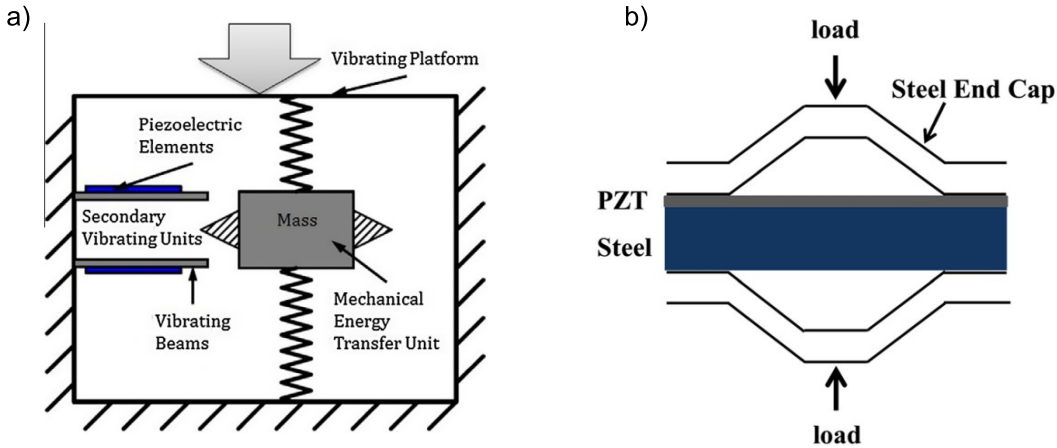 a)
Vibrating Platform
Piezoelectric
Elements
Secondary
Vibrating Units
Mass
Vibrating
Beams
Mechanical
Energy
Transfer Unit
b)
load
Steel End Cap
PZT
Steel
load